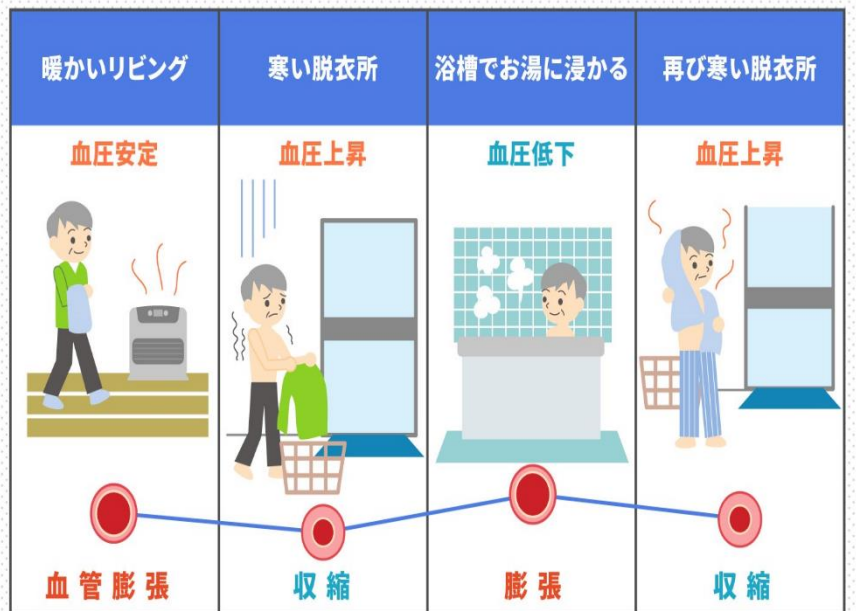 暖かいリビング
寒い脱衣所
浴槽でお湯に浸かる
再び寒い脱衣所
血圧安定
血圧上昇
血圧低下
血圧上昇
血管膨張
収縮
膨張
収縮